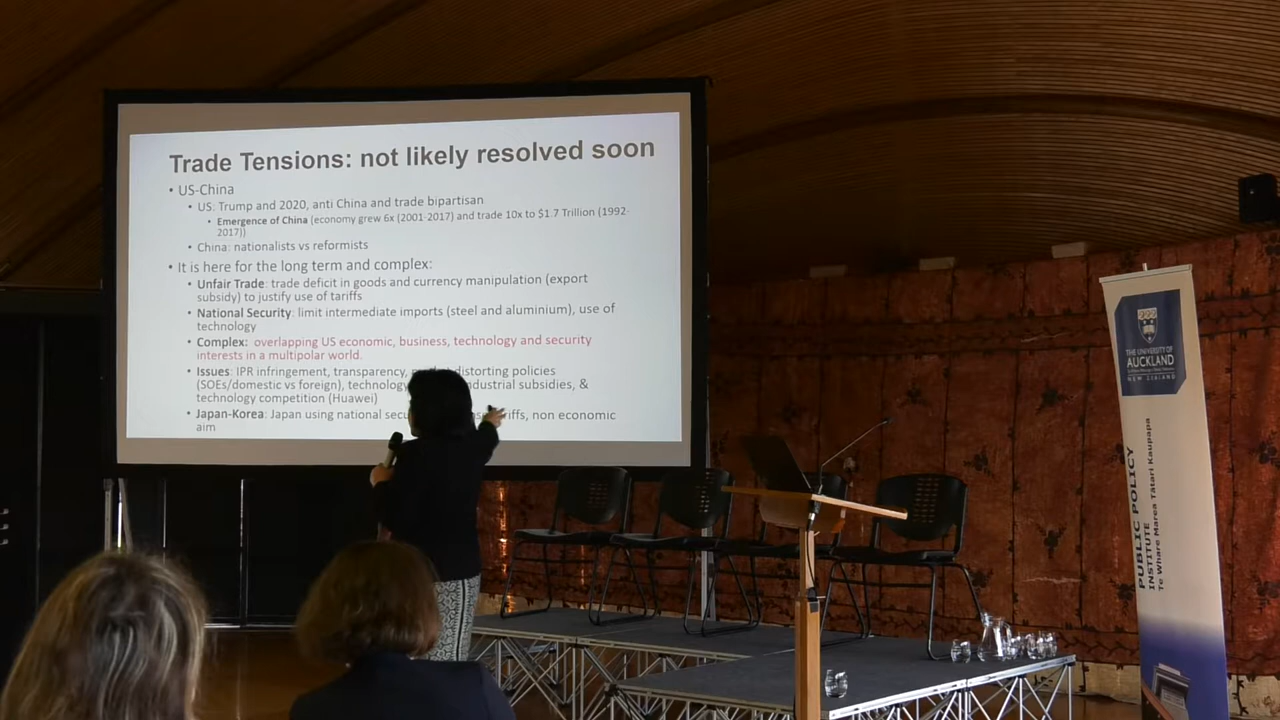 Trade Tensions: not likely resolved soon
• US-China
• US: Trump and 2020, anti China and trade bipartisan
• Emergence of China (economy grew 6x (2001-2017) and trade 10x to $1.7 Trillion (1992-
2017))
• China: nationalists vs reformists
• It is here for the long term and complex:
• Unfair Trade: trade deficit in goods and currency manipulation (export
subsidy) to justify use of tariffs
• National Security: limit intermediate imports (steel and aluminium), use of
technology
• Complex: overlapping US economic, business, technology and security
interests in a multipolar world.
• Issues: IPR infringement, transparency, distorting policies
(SOEs/domestic vs foreign), technology industrial subsidies, &
technology competition (Huawei)
• Japan-Korea: Japan using national non economic
aim
THE UNIVERSITY OF
AUCKLAND
NEW ZEALAND
PUBLIC POLICY
INSTITUTE
Te Whare Marea Tātari Kaupapa